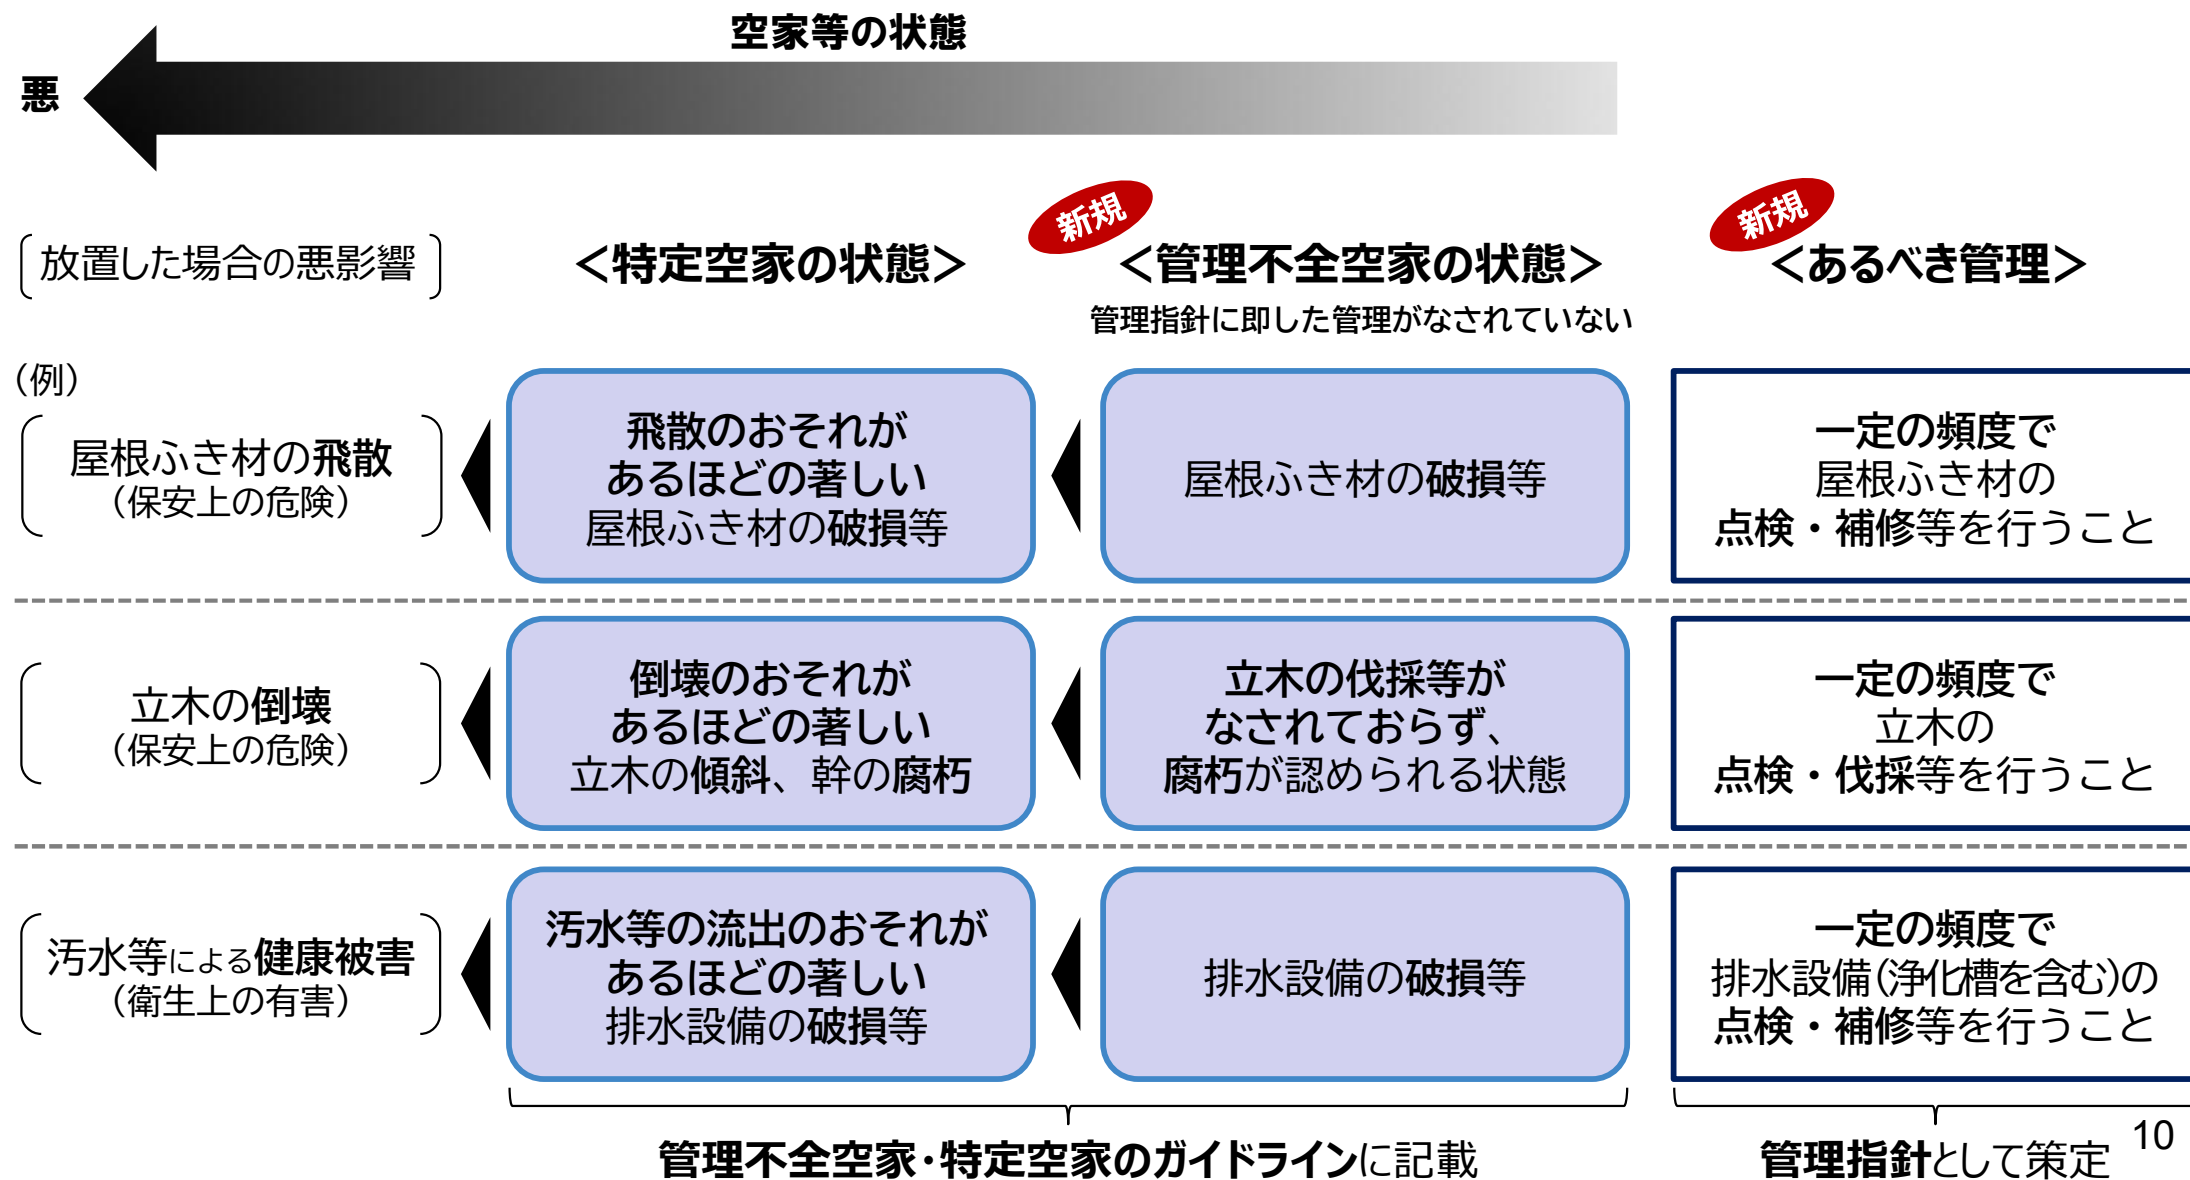 空家等の状態
悪
新規
新規
放置した場合の悪影響
＜特定空家の状態＞
＜管理不全空家の状態＞
＜あるべき管理＞
管理指針に即した管理がなされていない
（例）
屋根ふき材の飛散
（保安上の危険）
飛散のおそれが
あるほどの著しい
屋根ふき材の破損等
屋根ふき材の破損等
一定の頻度で
屋根ふき材の
点検・補修等を行うこと
立木の倒壊
（保安上の危険）
倒壊のおそれが
あるほどの著しい
立木の傾斜、幹の腐朽
立木の伐採等が
なされておらず、
腐朽が認められる状態
一定の頻度で
立木の
点検・伐採等を行うこと
汚水等による健康被害
（衛生上の有害）
汚水等の流出のおそれが
あるほどの著しい
排水設備の破損等
排水設備の破損等
一定の頻度で
排水設備(浄化槽を含む)の
点検・補修等を行うこと
管理不全空家･特定空家のガイドラインに記載
管理指針として策定
10